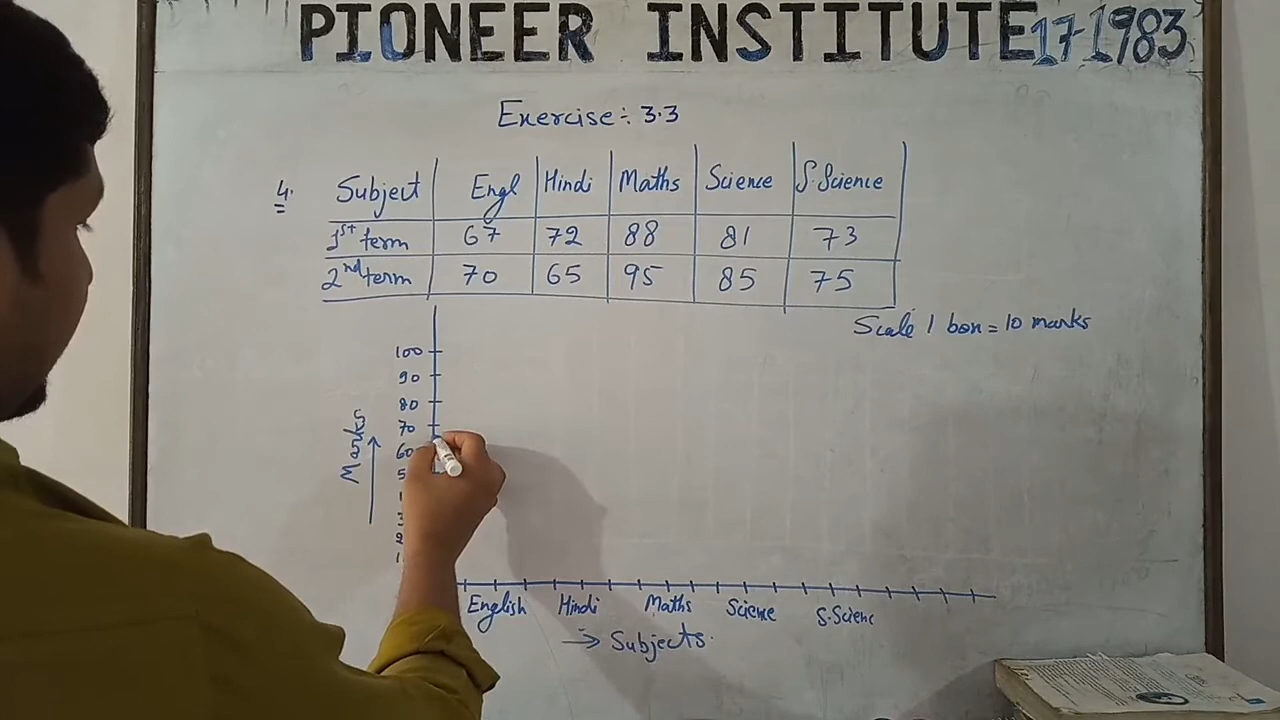 PIONEER INSTITUTE 17-1983
Exercise÷ 3.3
4. Subject Engl Hindi Maths Science S.Science
1st term 67 72 88 81 73
2nd term 70 65 95 85 75
Scale 1 box = 10 marks
100
90
80
70
60
Marks
English Hindi Maths Science S.Scienc
→ Subjects.